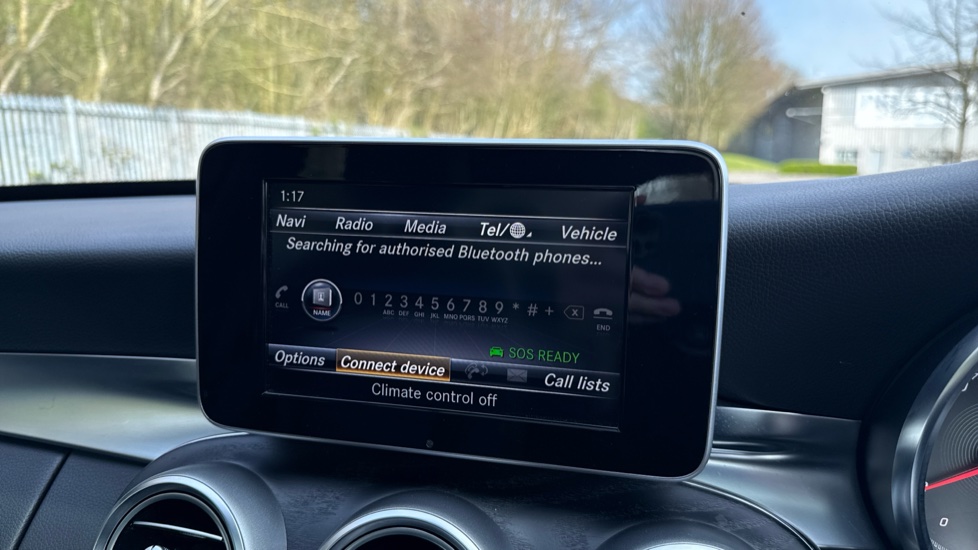 1:17
Navi Radio Media Tel/ Vehicle
Searching for authorised Bluetooth phones...
0 1 2 3 4 5 6 7 8 9 * # +
CALL NAME ABC DEF GHI JKL MNO PQRS TUV WXYZ X END
SOS READY
Options Connect device Call lists
Climate control off
0